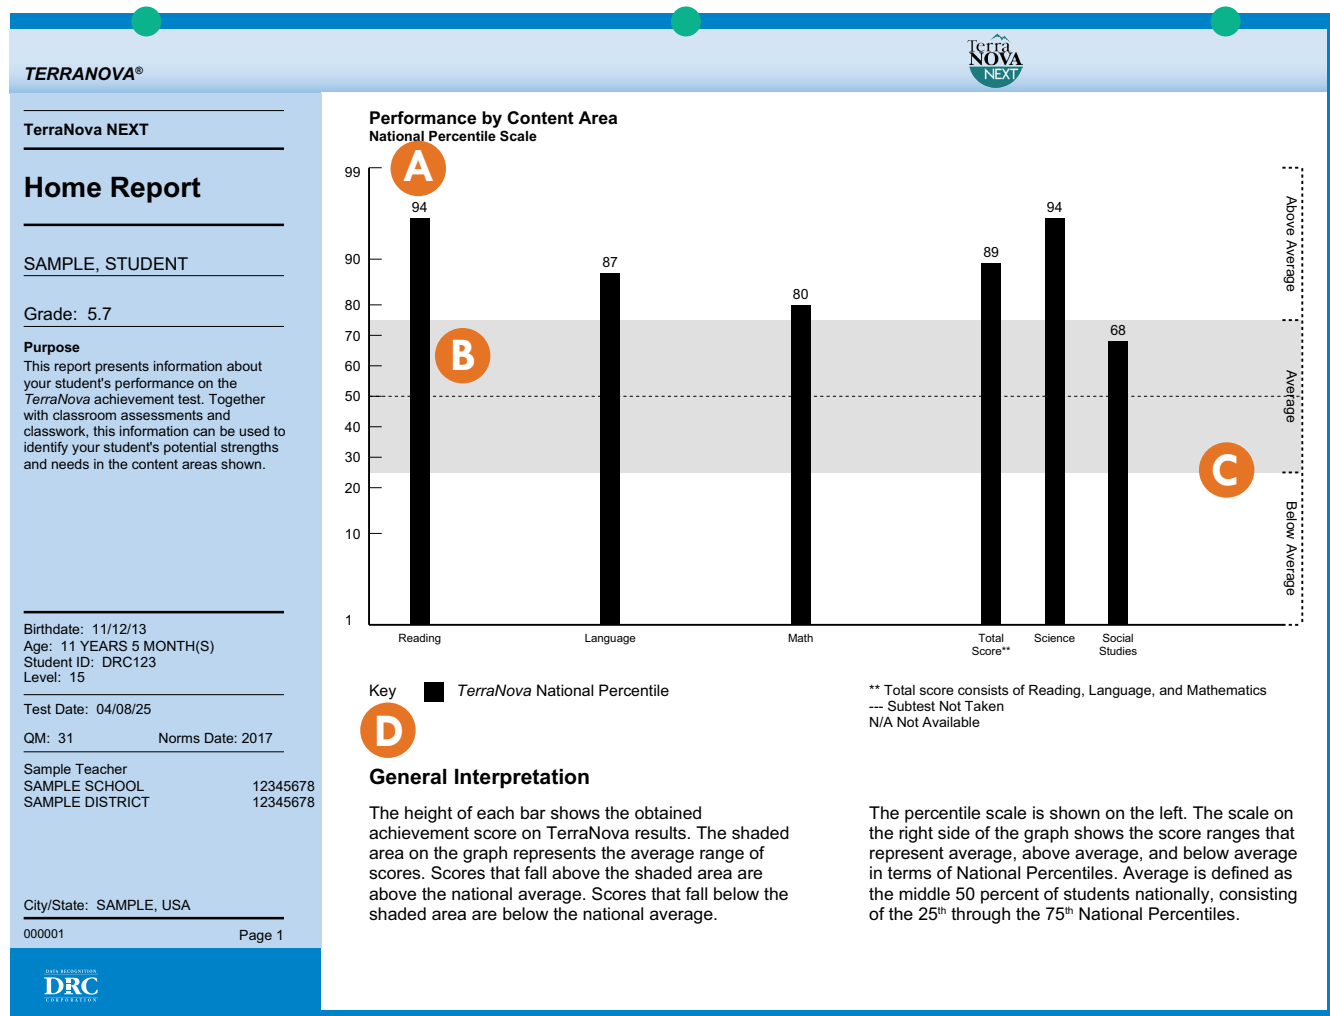 TERRANOVA®
Terra
NOVA
NEXT
TerraNova NEXT
Home Report
SAMPLE, STUDENT
Grade: 5.7
Purpose
This report presents information about
your student's performance on the
TerraNova achievement test. Together
with classroom assessments and
classwork, this information can be used to
identify your student's potential strengths
and needs in the content areas shown.
Birthdate: 11/12/13
Age: 11 YEARS 5 MONTH(S)
Student ID: DRC123
Level: 15
Test Date: 04/08/25
QM: 31 Norms Date: 2017
Sample Teacher
SAMPLE SCHOOL 12345678
SAMPLE DISTRICT 12345678
City/State: SAMPLE, USA
000001 Page 1
DATA RECOGNITION
DRC
CORPORATION
Performance by Content Area
National Percentile Scale
A
99
94
94
90
89
87
80
80
70
68
60
50
40
30
20
10
1
B
C
Above Average
Average
Below Average
Reading
Language
Math
Total
Score**
Science
Social
Studies
Key TerraNova National Percentile
D
** Total score consists of Reading, Language, and Mathematics
--- Subtest Not Taken
N/A Not Available
General Interpretation
The height of each bar shows the obtained
achievement score on TerraNova results. The shaded
area on the graph represents the average range of
scores. Scores that fall above the shaded area are
above the national average. Scores that fall below the
shaded area are below the national average.
The percentile scale is shown on the left. The scale on
the right side of the graph shows the score ranges that
represent average, above average, and below average
in terms of National Percentiles. Average is defined as
the middle 50 percent of students nationally, consisting
of the 25th through the 75th National Percentiles.